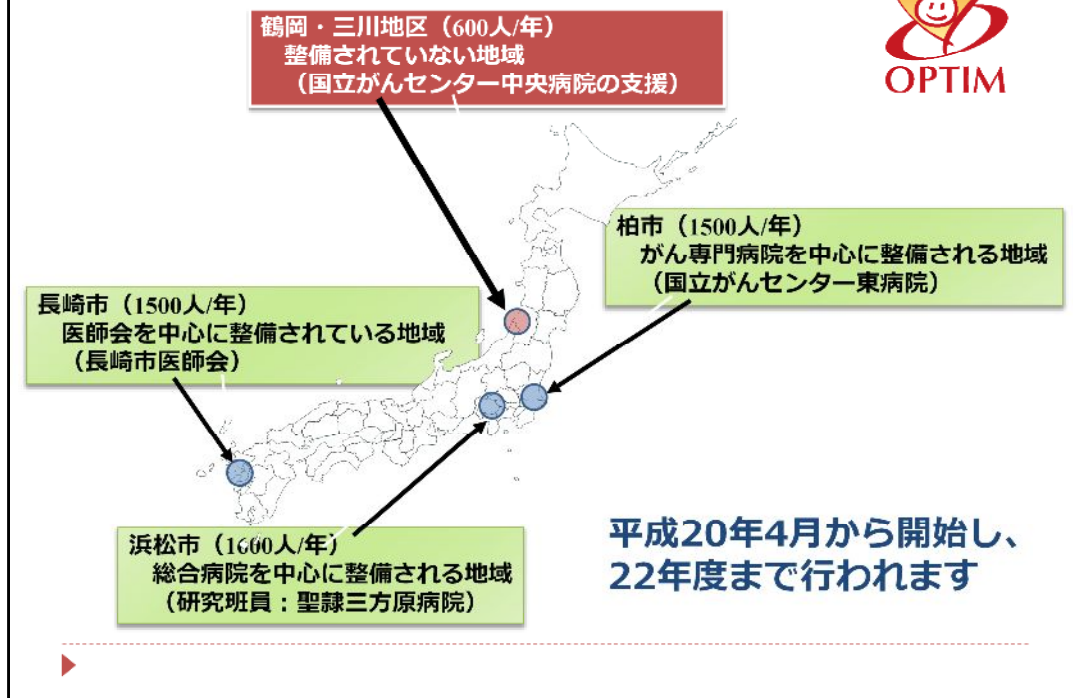 鶴岡・三川地区（600人/年）
整備されていない地域
（国立がんセンター中央病院の支援）
OPTIM
柏市（1500人/年）
がん専門病院を中心に整備される地域
（国立がんセンター東病院）
長崎市（1500人/年）
医師会を中心に整備されている地域
（長崎市医師会）
浜松市（1600人/年）
総合病院を中心に整備される地域
（研究班員：聖隷三方原病院）
平成20年4月から開始し、
22年度まで行われます